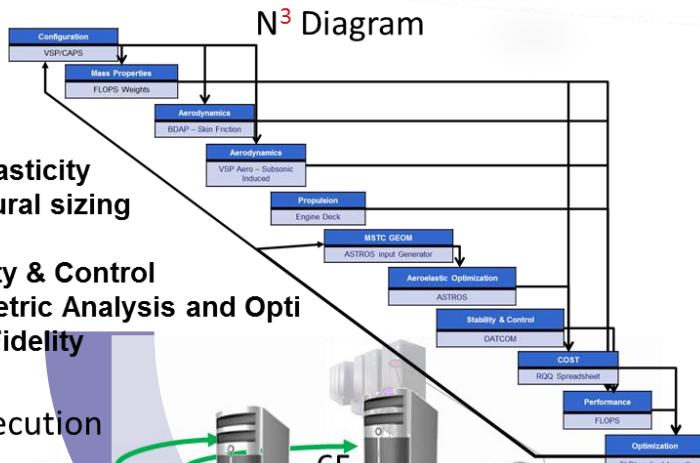 N3 Diagram
Configuration
VSP/CAPS
Mass Properties
FLOPS Weights
Aerodynamics
BDAP – Skin Friction
Aerodynamics
VSP Aero – Subsonic
Induced
Propulsion
Engine Deck
MSTC GEOM
ASTROS input Generator
Aeroelastic Optimization
ASTROS
Stability & Control
DATCOM
COST
RQQ Spreadsheet
Performance
FLOPS
Optimization
asticity
ural sizing
ty & Control
etric Analysis and Opti
Fidelity
ecution